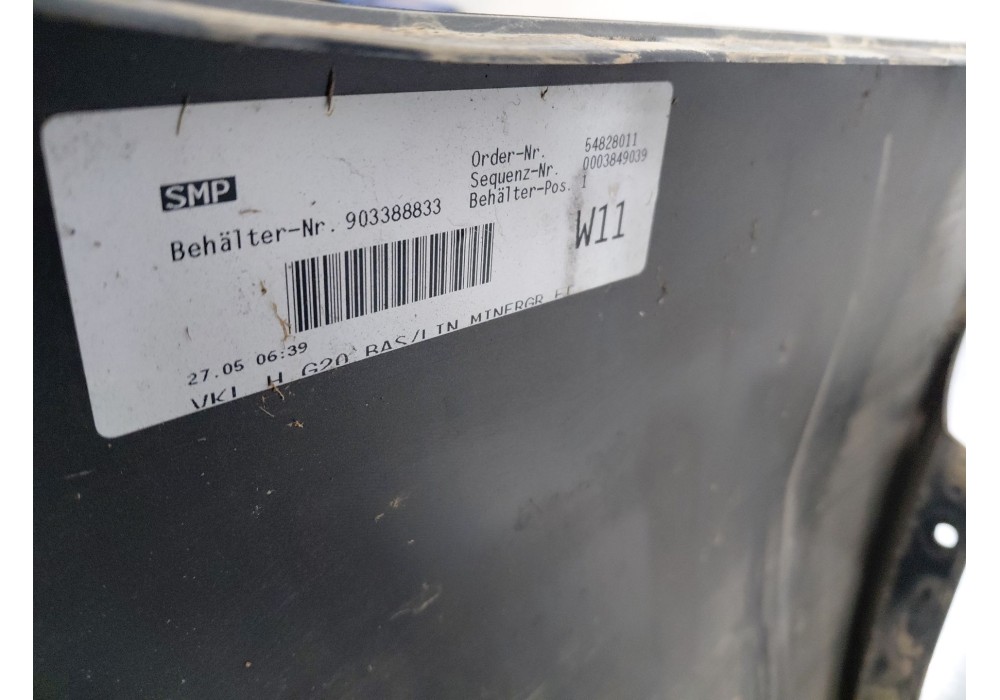 SMP
Order-Nr. 54828011
Sequenz-Nr. 0003849039
Behälter-Pos. 1
Behälter-Nr. 903388833
W11
27.05 06:39
VKL H G20 BAS/LIN MINERGR